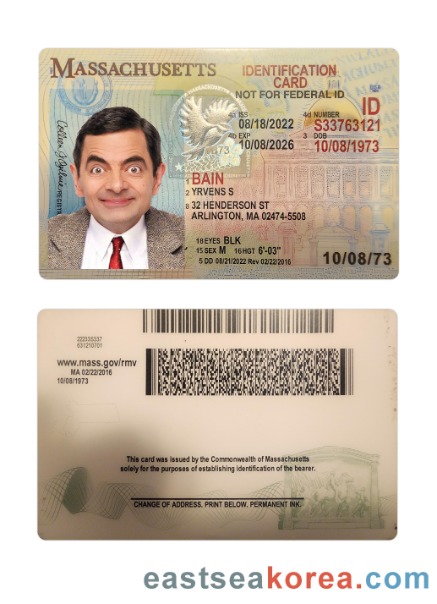 MASSACHUSETTS IDENTIFICATION CARD
NOT FOR FEDERAL ID
ID
4a ISS 08/18/2022
4d NUMBER S33763121
4b EXP 10/08/2026
3 DOB 10/08/1973
1 BAIN
2 YRVENS S
8 32 HENDERSON ST
ARLINGTON, MA 02474-5508
18 EYES BLK
15 SEX M 16 HGT 6'-03"
5 DD 08/21/2022 Rev 02/22/2016
10/08/73
www.mass.gov/rmv
MA 02/22/2016
10/08/1973
This card was issued by the Commonwealth of Massachusetts
solely for the purposes of establishing identification of the bearer.
CHANGE OF ADDRESS. PRINT BELOW. PERMANENT INK.
eastseakorea.com